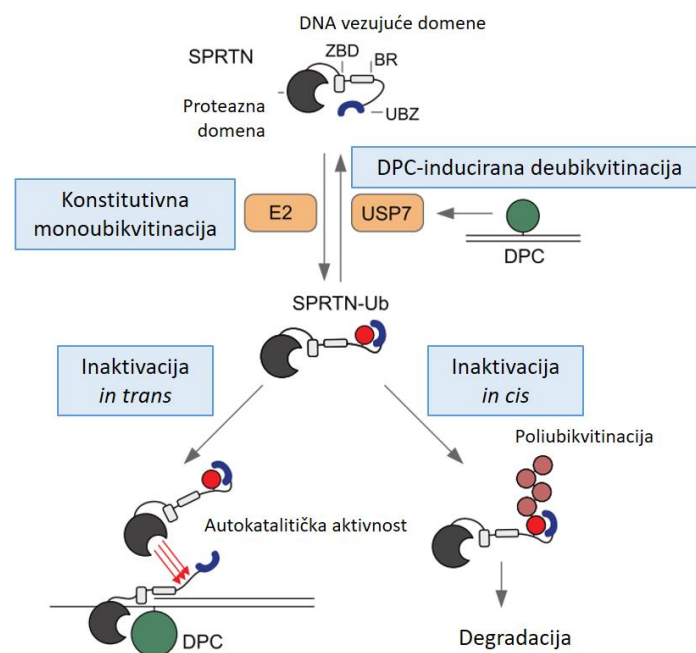 DNA vezujuće domene
SPRTN
ZBD
BR
Proteazna
domena
UBZ
DPC-inducirana deubikvitinacija
Konstitutivna
monoubikvitinacija
E2
USP7
DPC
SPRTN-Ub
Inaktivacija
in trans
Inaktivacija
in cis
Poliubikvitinacija
Autokatalitička aktivnost
DPC
Degradacija